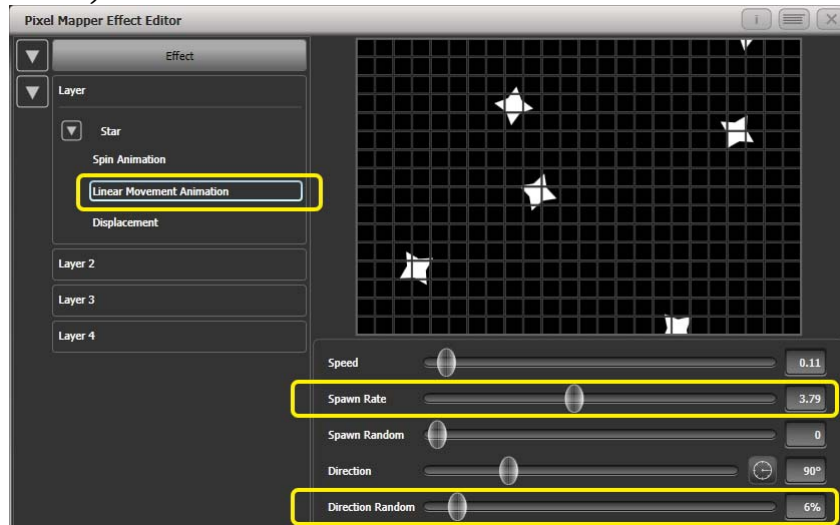 Pixel Mapper Effect Editor
Effect
Layer
Star
Spin Animation
Linear Movement Animation
Displacement
Layer 2
Layer 3
Layer 4
Speed 0.11
Spawn Rate 3.79
Spawn Random 0
Direction 90°
Direction Random 6%